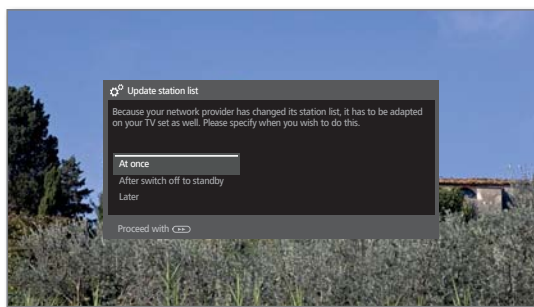 Update station list
Because your network provider has changed its station list, it has to be adapted
on your TV set as well. Please specify when you wish to do this.
At once
After switch off to standby
Later
Proceed with